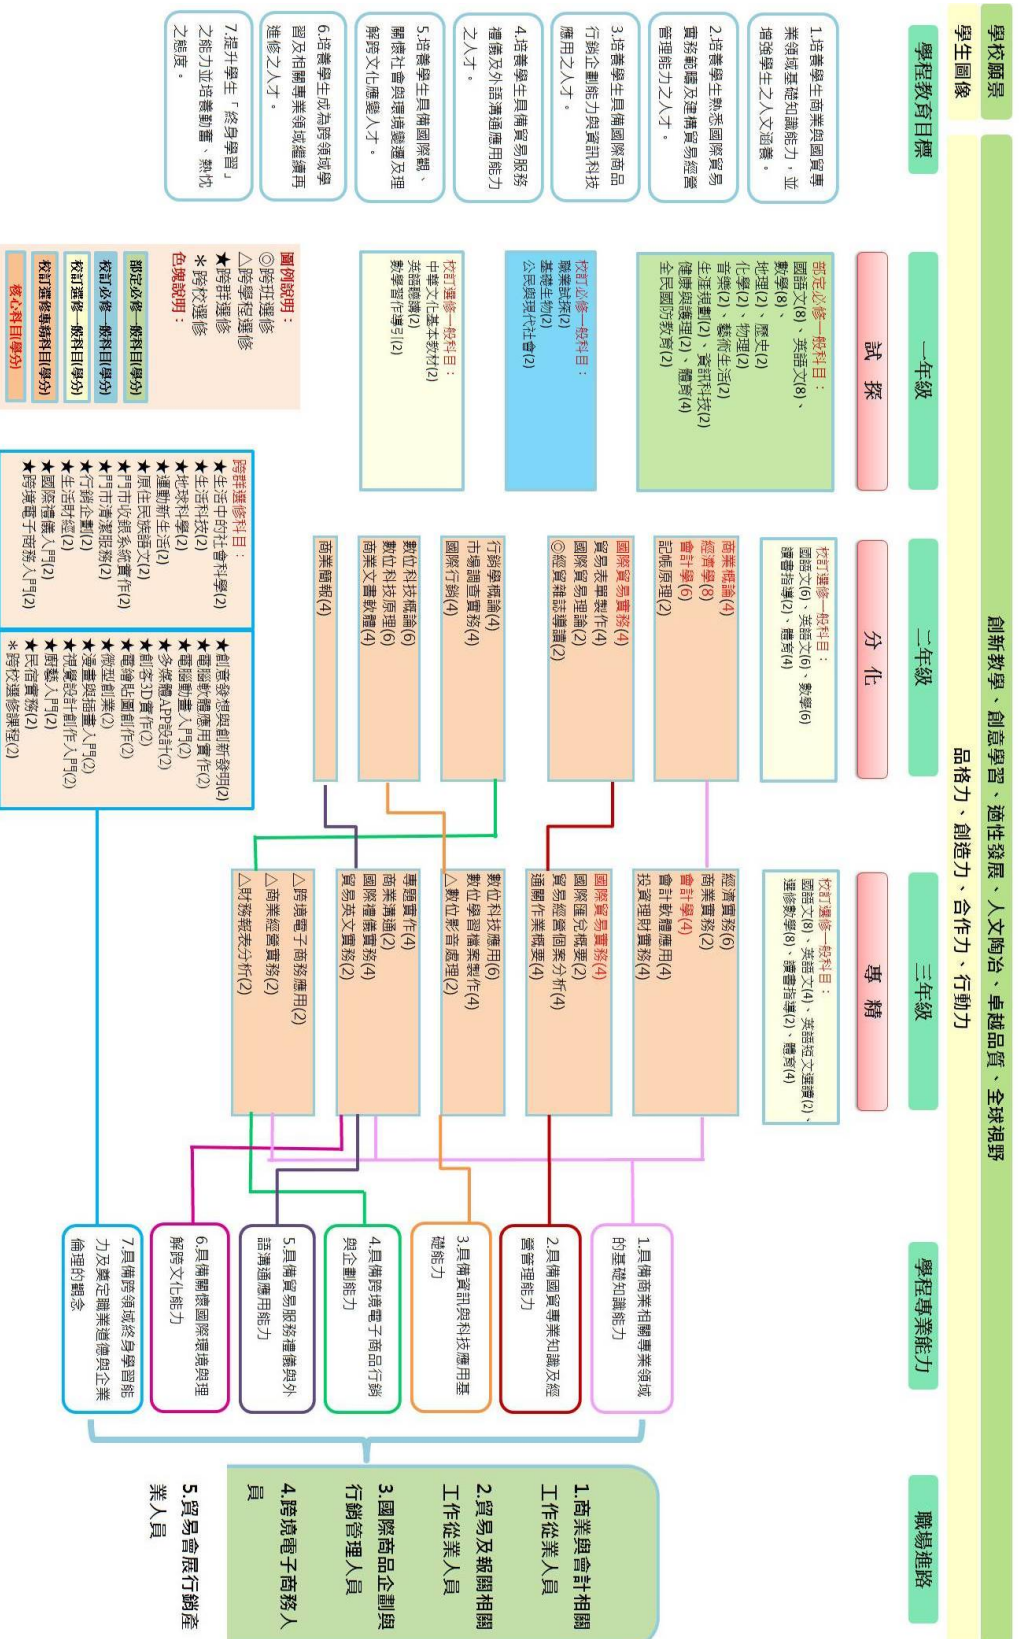 學校願景
創新教學、創意學習、適性發展、人文陶冶、卓越品質、全球視野
學生圖像
品格力、創造力、合作力、行動力
學程教育目標
一年級
二年級
三年級
學程專業能力
職場進路
試 探
分 化
專 精
1.培養學生商業與國貿專
業領域基礎知識能力，並
增強學生之人文涵養。
2.培養學生熟悉國際貿易
實務範疇及建構貿易經營
管理能力之人才。
3.培養學生具備國際商品
行銷企劃能力與資訊科技
應用之人才。
4.培養學生具備貿易服務
禮儀及外語溝通應用能力
之人才。
5.培養學生具備國際觀、
關懷社會與環境變遷及理
解跨文化應變人才。
6.培養學生成為跨領域學
習及相關專業領域繼續再
進修之人才。
7.提升學生「終身學習」
之能力並培養勤奮、熱忱
之態度。
部定必修一般科目：
國語文(8)、英語文(8)、
數學(8)、
地理(2)、歷史(2)
化學(2)、物理(2)
音樂(2)、藝術生活(2)
生涯規劃(2)、資訊科技(2)
健康與護理(2)、體育(4)
全民國防教育(2)
校訂必修一般科目：
職業試探(2)
基礎生物(2)
公民與現代社會(2)
校訂選修一般科目：
中華文化基本教材(2)
英語聽讀(2)
數學習作導引(2)
圖例說明：
◎跨班選修
△跨學程選修
★跨群選修
＊跨校選修
色塊說明：
部定必修一般科目(學分)
校訂必修一般科目(學分)
校訂選修一般科目(學分)
校訂選修專精科目(學分)
核心科目(學分)
校訂選修一般科目：
國語文(6)、英語文(6)、數學(6)
讀書指導(2)、體育(4)
商業概論(4)
經濟學(8)
會計學(6)
記帳原理(2)
國際貿易實務(4)
貿易表單製作(4)
國際貿易理論(2)
◎經貿雜誌導讀(2)
行銷學概論(4)
市場調查實務(4)
國際行銷(4)
數位科技概論(6)
數位科技原理(6)
商業文書軟體(4)
商業簡報(4)
跨群選修科目：
★生活中的社會科學(2)
★生活科技(2)
★地球科學(2)
★運動新生活(2)
★原住民族語文(2)
★門市收銀系統實作(2)
★門市清潔服務(2)
★行銷企劃(2)
★生活財經(2)
★國際禮儀入門(2)
★跨境電子商務入門(2)
★創意發想與創新發明(2)
★電腦軟體應用實作(2)
★電腦動畫入門(2)
★多媒體APP設計(2)
★創客3D實作(2)
★電繪貼圖創作(2)
★微型創業(2)
★漫畫與插畫入門(2)
★視覺設計創作入門(2)
★廚藝入門(2)
★民宿實務(2)
＊跨校選修課程(2)
校訂選修一般科目：
國語文(8)、英語文(4)、英語短文選讀(2)、
選修數學(8)、讀書指導(2)、體育(4)
經濟實務(6)
商業實務(2)
會計學(4)
會計軟體應用(4)
投資理財實務(4)
國際貿易實務(4)
國際匯兌概要(2)
貿易經營個案分析(4)
通關作業概要(4)
數位科技應用(6)
數位學習檔案製作(4)
△數位影音處理(2)
專題實作(4)
商業溝通(2)
國際禮儀實務(4)
貿易英文實務(2)
△跨境電子商務應用(2)
△商業經營實務(2)
△財務報表分析(2)
1.具備商業相關專業領域
的基礎知識能力
2.具備國貿專業知識及經
營管理能力
3.具備資訊與科技應用基
礎能力
4.具備跨境電子商品行銷
與企劃能力
5.具備貿易服務禮儀與外
語溝通應用能力
6.具備關懷國際環境與理
解跨文化能力
7.具備跨領域終身學習能
力及奠定職業道德與企業
倫理的觀念
1.商業與會計相關
工作從業人員
2.貿易及報關相關
工作從業人員
3.國際商品企劃與
行銷管理人員
4.跨境電子商務人
員
5.貿易會展行銷產
業人員